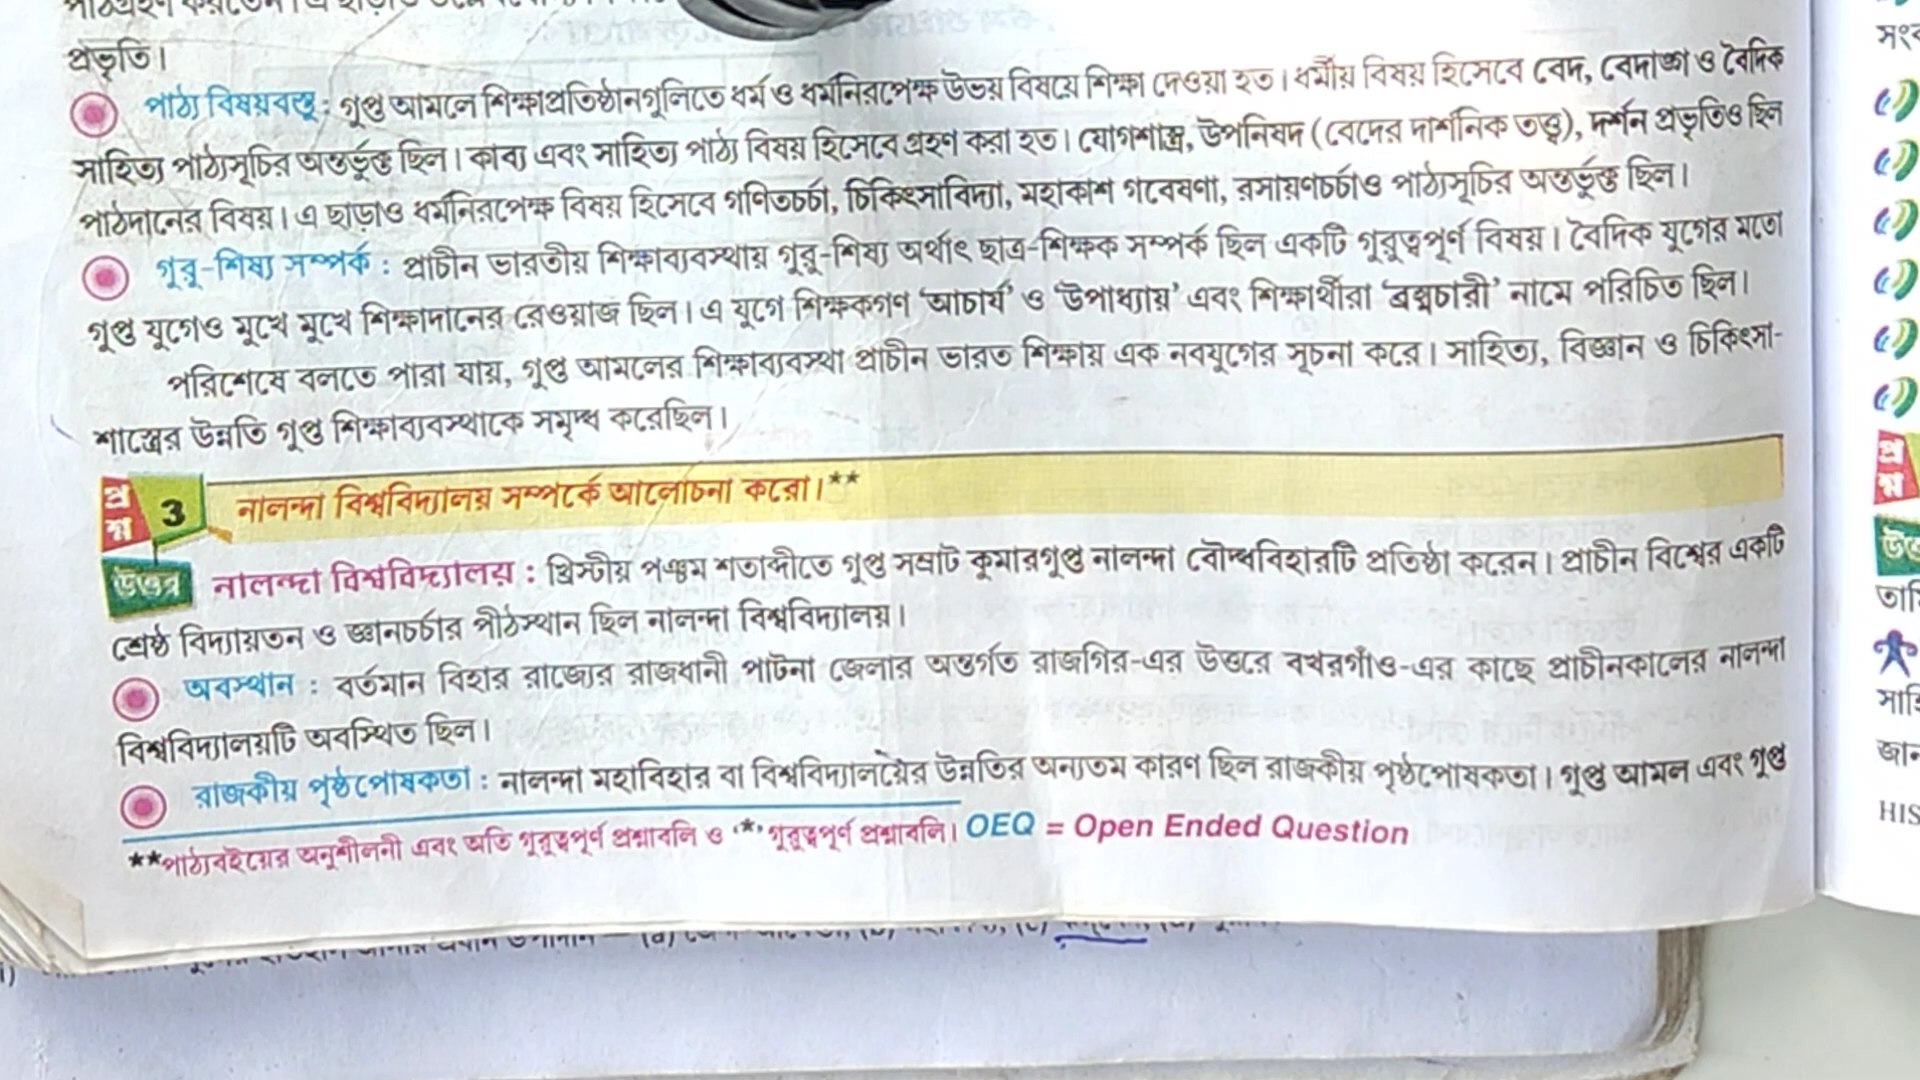 প্রভৃতি।
পাঠ্য বিষয়বস্তু : গুপ্ত আমলে শিক্ষাপ্রতিষ্ঠানগুলিতে ধর্ম ও ধর্মনিরপেক্ষ উভয় বিষয়ে শিক্ষা দেওয়া হত। ধর্মীয় বিষয় হিসেবে বেদ, বেদাঙ্গ ও বৈদিক
সাহিত্য পাঠ্যসূচির অন্তর্ভুক্ত ছিল। কাব্য এবং সাহিত্য পাঠ্য বিষয় হিসেবে গ্রহণ করা হত। যোগশাস্ত্র, উপনিষদ (বেদের দার্শনিক তত্ত্ব), দর্শন প্রভৃতিও ছিল
পাঠদানের বিষয়। এ ছাড়াও ধর্মনিরপেক্ষ বিষয় হিসেবে গণিতচর্চা, চিকিৎসাবিদ্যা, মহাকাশ গবেষণা, রসায়ণচর্চাও পাঠ্যসূচির অন্তর্ভুক্ত ছিল।
গুরু-শিষ্য সম্পর্ক : প্রাচীন ভারতীয় শিক্ষাব্যবস্থায় গুরু-শিষ্য অর্থাৎ ছাত্র-শিক্ষক সম্পর্ক ছিল একটি গুরুত্বপূর্ণ বিষয়। বৈদিক যুগের মতো
গুপ্ত যুগেও মুখে মুখে শিক্ষাদানের রেওয়াজ ছিল। এ যুগে শিক্ষকগণ 'আচার্য' ও 'উপাধ্যায়' এবং শিক্ষার্থীরা 'ব্রহ্মচারী' নামে পরিচিত ছিল।
পরিশেষে বলতে পারা যায়, গুপ্ত আমলের শিক্ষাব্যবস্থা প্রাচীন ভারত শিক্ষায় এক নবযুগের সূচনা করে। সাহিত্য, বিজ্ঞান ও চিকিৎসা-
শাস্ত্রের উন্নতি গুপ্ত শিক্ষাব্যবস্থাকে সমৃদ্ধ করেছিল।
প্রশ্ন 3 নালন্দা বিশ্ববিদ্যালয় সম্পর্কে আলোচনা করো।**
উত্তর নালন্দা বিশ্ববিদ্যালয় : খ্রিস্টীয় পঞ্চম শতাব্দীতে গুপ্ত সম্রাট কুমারগুপ্ত নালন্দা বৌদ্ধবিহারটি প্রতিষ্ঠা করেন। প্রাচীন বিশ্বের একটি
শ্রেষ্ঠ বিদ্যায়তন ও জ্ঞানচর্চার পীঠস্থান ছিল নালন্দা বিশ্ববিদ্যালয়।
অবস্থান : বর্তমান বিহার রাজ্যের রাজধানী পাটনা জেলার অন্তর্গত রাজগির-এর উত্তরে বখরগাঁও-এর কাছে প্রাচীনকালের নালন্দা
বিশ্ববিদ্যালয়টি অবস্থিত ছিল।
রাজকীয় পৃষ্ঠপোষকতা : নালন্দা মহাবিহার বা বিশ্ববিদ্যালয়ের উন্নতির অন্যতম কারণ ছিল রাজকীয় পৃষ্ঠপোষকতা। গুপ্ত আমল এবং গুপ্ত
**পাঠ্যবইয়ের অনুশীলনী এবং অতি গুরুত্বপূর্ণ প্রশ্নাবলি ও '*' গুরুত্বপূর্ণ প্রশ্নাবলি। OEQ = Open Ended Question
HIS